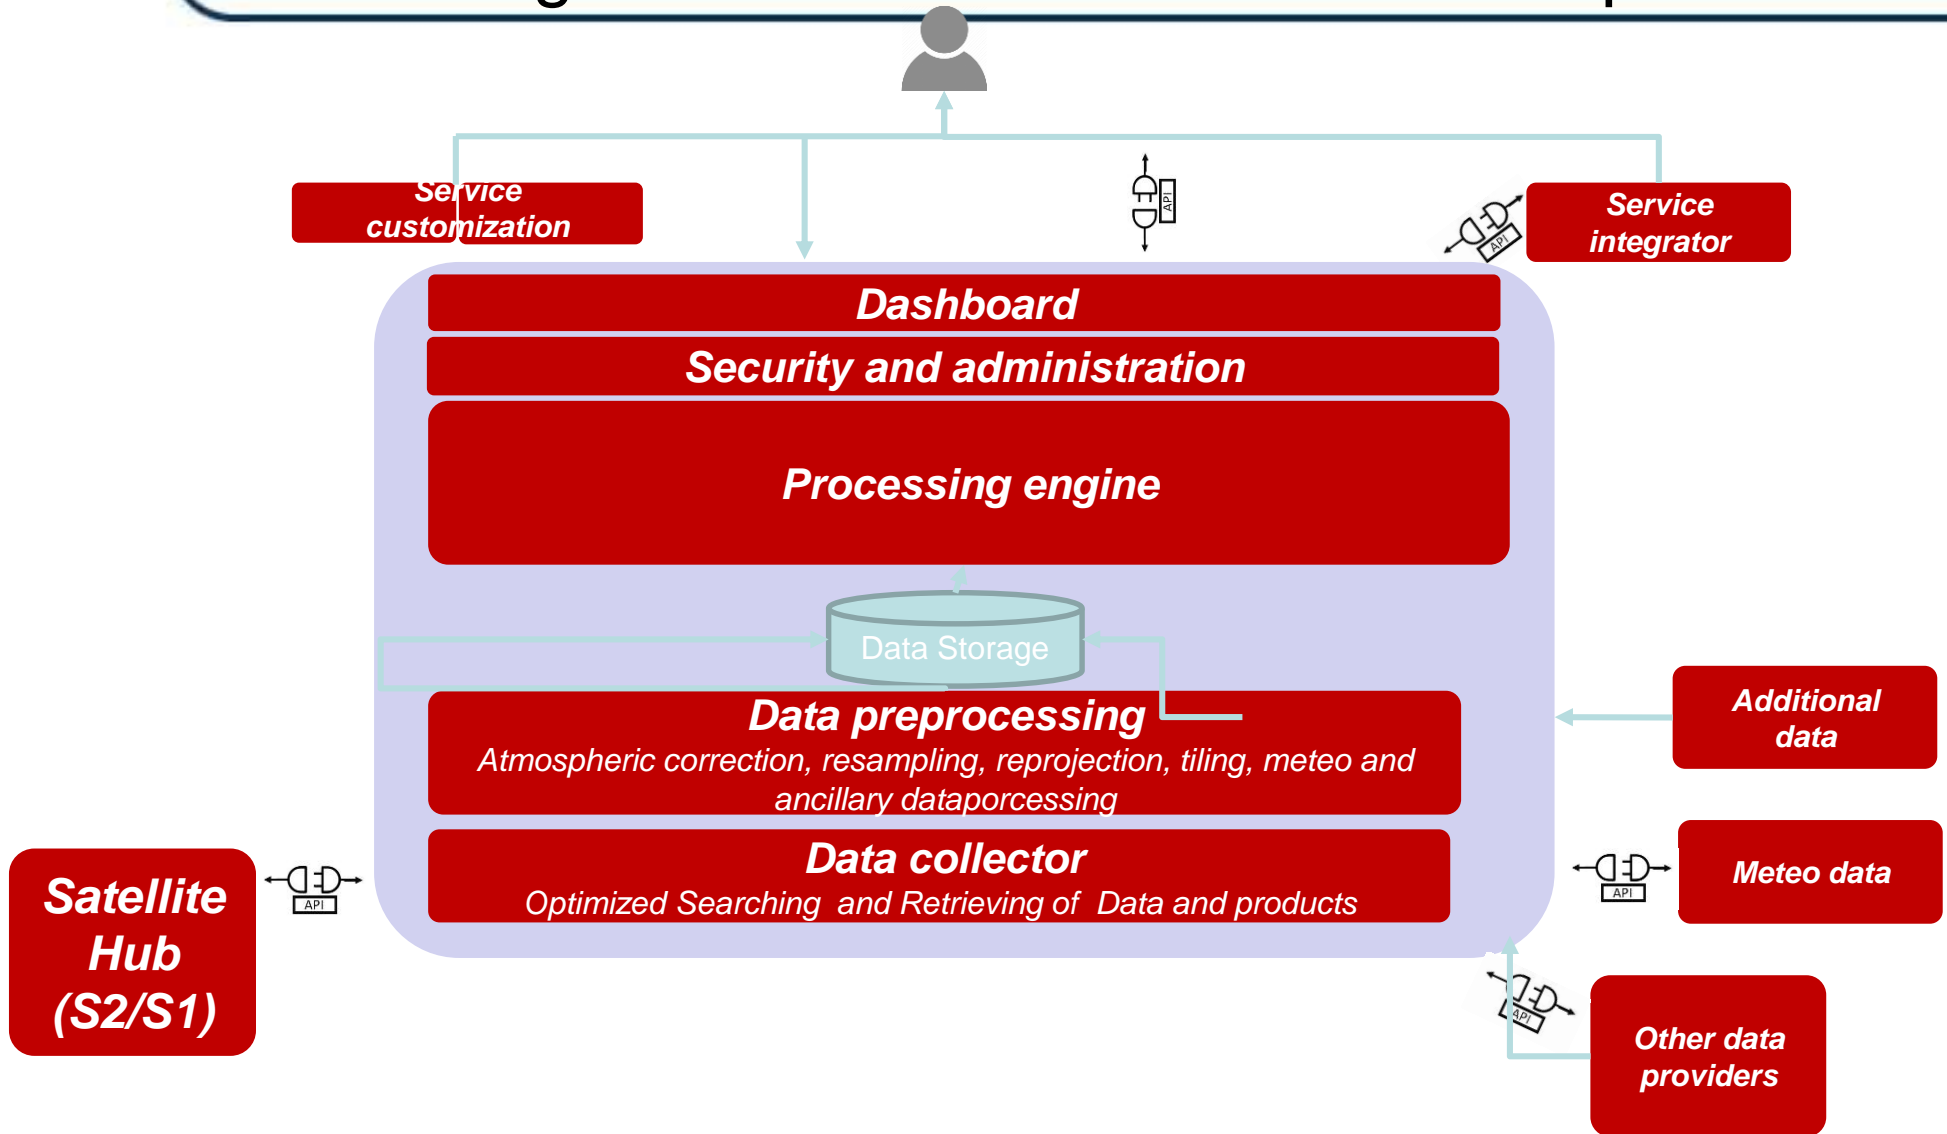 Service
customization
API
API
Service
integrator
Dashboard
Security and administration
Processing engine
Data Storage
Data preprocessing
Atmospheric correction, resampling, reprojection, tiling, meteo and
ancillary dataporcessing
Additional
data
Data collector
Optimized Searching  and Retrieving of  Data and products
Satellite
Hub
(S2/S1)
API
API
Meteo data
API
Other data
providers